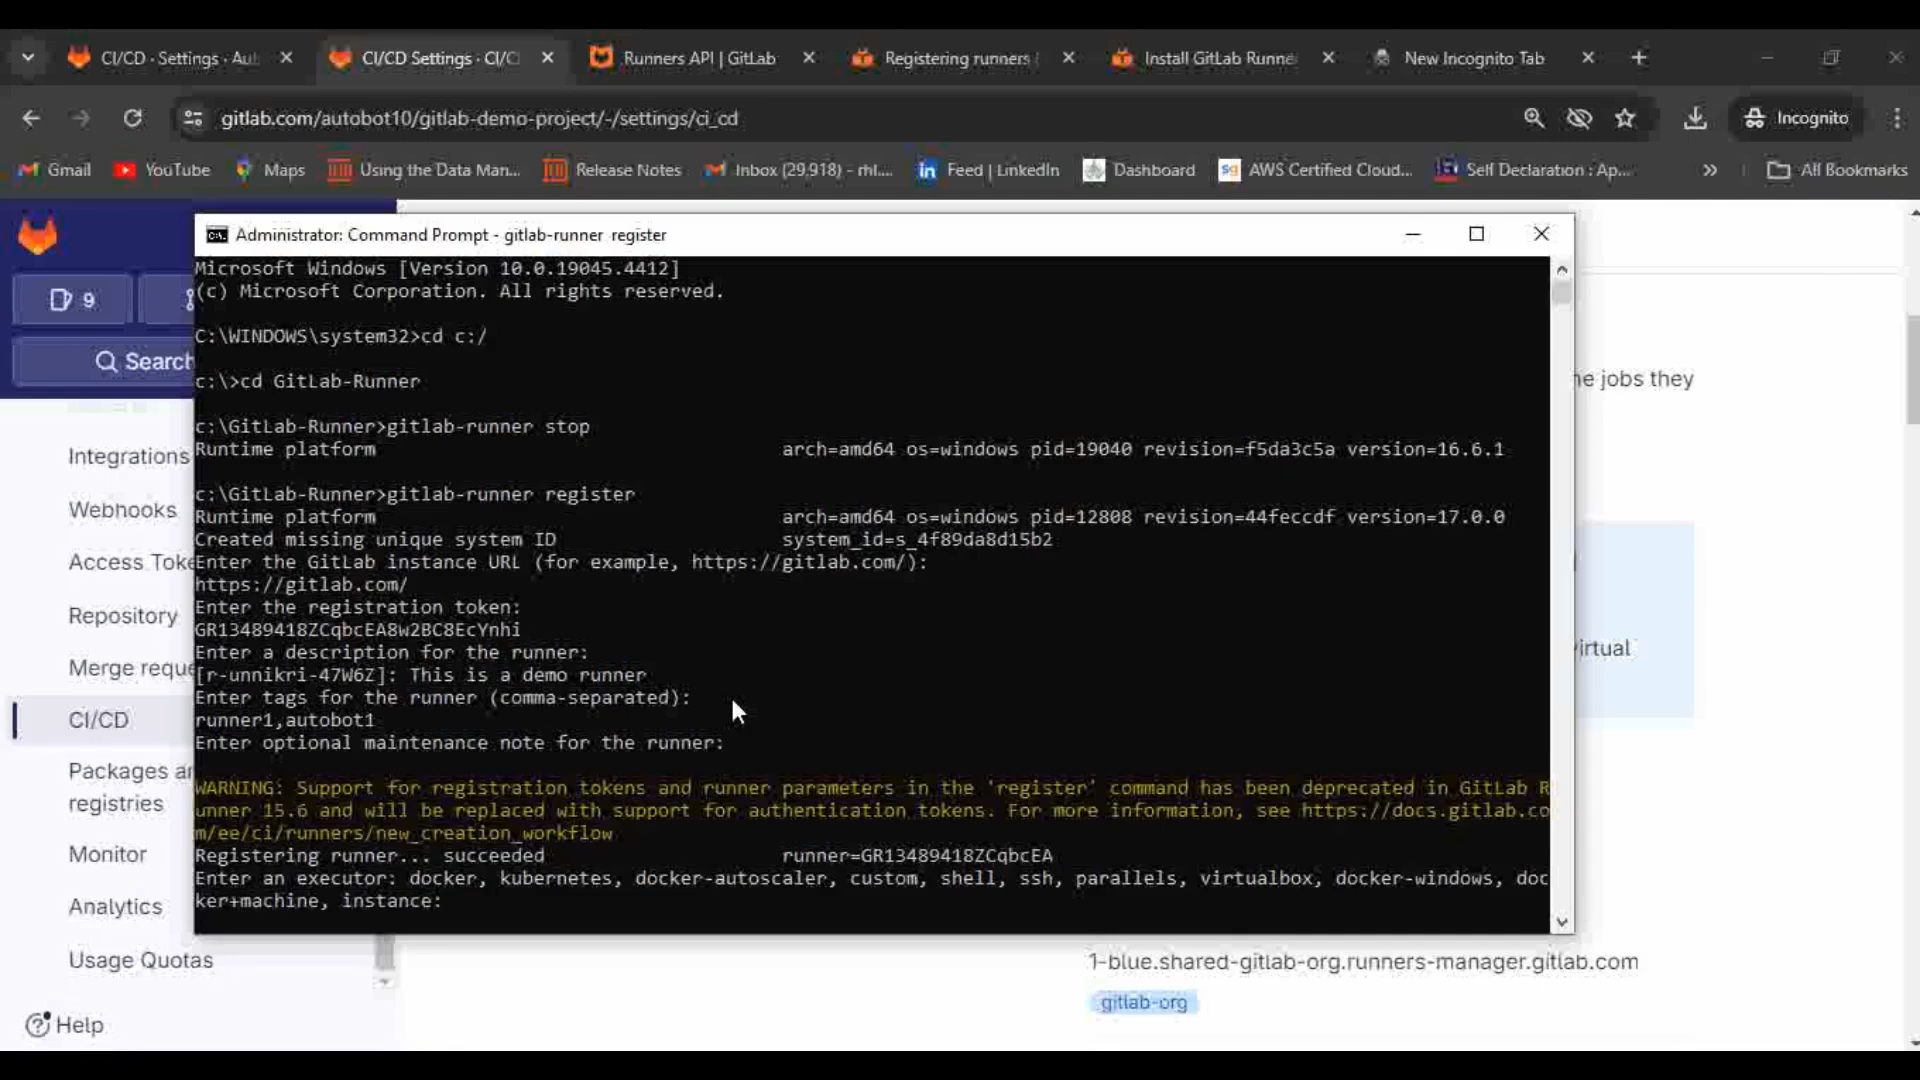 CI/CD · Settings · Aut
CI/CD Settings · CI/C
Runners API | GitLab
Registering runners
Install GitLab Runne
New Incognito Tab
gitlab.com/autobot10/gitlab-demo-project/-/settings/ci_cd
Incognito
Gmail
YouTube
Maps
Using the Data Man...
Release Notes
Inbox (29,918) - rhl....
Feed | LinkedIn
Dashboard
AWS Certified Cloud...
Self Declaration : Ap...
All Bookmarks
9
Search
Integrations
Webhooks
Access Toke
Repository
Merge reque
CI/CD
Packages an
registries
Monitor
Analytics
Usage Quotas
Help
Administrator: Command Prompt - gitlab-runner register
Microsoft Windows [Version 10.0.19045.4412]
(c) Microsoft Corporation. All rights reserved.
C:\WINDOWS\system32>cd c:/
c:\>cd GitLab-Runner
c:\GitLab-Runner>gitlab-runner stop
Runtime platform arch=amd64 os=windows pid=19040 revision=f5da3c5a version=16.6.1
c:\GitLab-Runner>gitlab-runner register
Runtime platform arch=amd64 os=windows pid=12808 revision=44feccdf version=17.0.0
Created missing unique system ID system_id=s_4f89da8d15b2
Enter the GitLab instance URL (for example, https://gitlab.com/):
https://gitlab.com/
Enter the registration token:
GR13489418ZCqbcEA8w2BC8EcYnhi
Enter a description for the runner:
[r-unnikri-47W6Z]: This is a demo runner
Enter tags for the runner (comma-separated):
runner1,autobot1
Enter optional maintenance note for the runner:
WARNING: Support for registration tokens and runner parameters in the 'register' command has been deprecated in GitLab R
unner 15.6 and will be replaced with support for authentication tokens. For more information, see https://docs.gitlab.co
m/ee/ci/runners/new_creation_workflow
Registering runner... succeeded runner=GR13489418ZCqbcEA
Enter an executor: docker, kubernetes, docker-autoscaler, custom, shell, ssh, parallels, virtualbox, docker-windows, doc
ker+machine, instance:
he jobs they
virtual
1-blue.shared-gitlab-org.runners-manager.gitlab.com
gitlab-org